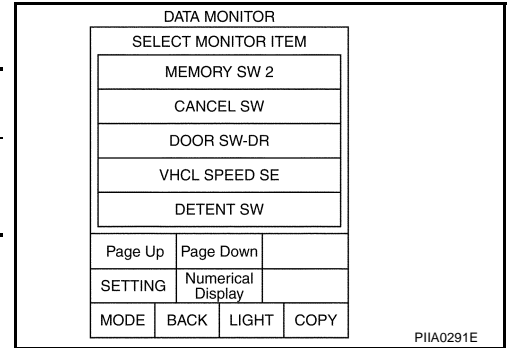 DATA MONITOR
SELECT MONITOR ITEM
MEMORY SW 2
CANCEL SW
DOOR SW-DR
VHCL SPEED SE
DETENT SW
Page Up Page Down
SETTING Numerical
Display
MODE BACK LIGHT COPY
PIIA0291E